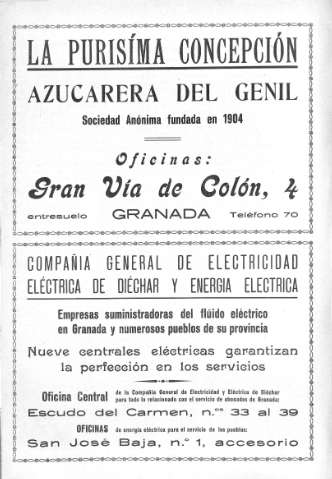 LA PURISÍMA CONCEPCIÓN
AZUCARERA DEL GENIL
Sociedad Anónima fundada en 1904
Oficinas:
Gran Vía de Colón, 4
entresuelo GRANADA Teléfono 70
COMPAÑIA GENERAL DE ELECTRICIDAD
ELÉCTRICA DE DIÉCHAR Y ENERGIA ELECTRICA
Empresas suministradoras del flúido eléctrico
en Granada y numerosos pueblos de su provincia
Nueve centrales eléctricas garantizan
la perfección en los servicios
Oficina Central de la Compañía General de Electricidad y Eléctrica de Diéchar
para todo lo relacionado con el servicio de abonados de Granada:
Escudo del Carmen, n.os 33 al 39
OFICINAS de energía eléctrica para el servicio de los pueblos:
San José Baja, n.º 1, accesorio